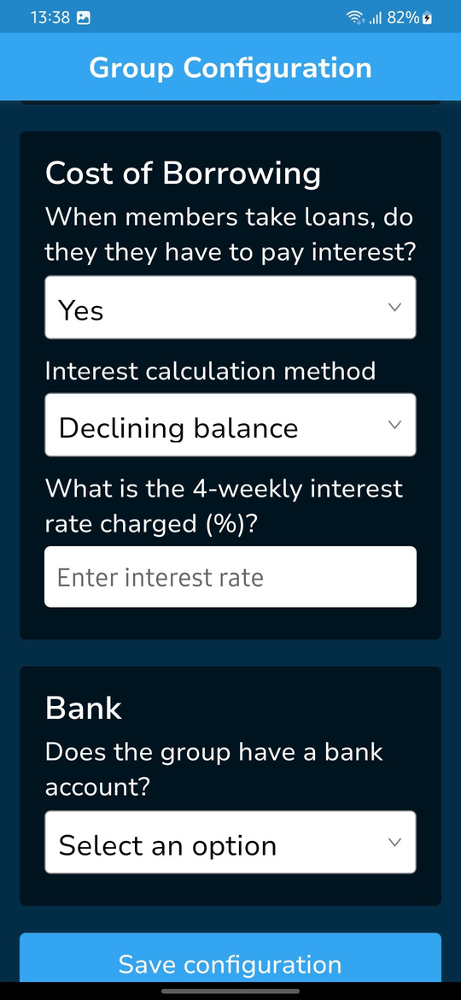 13:38
82%
Group Configuration
Cost of Borrowing
When members take loans, do
they they have to pay interest?
Yes
Interest calculation method
Declining balance
What is the 4-weekly interest
rate charged (%)?
Enter interest rate
Bank
Does the group have a bank
account?
Select an option
Save configuration